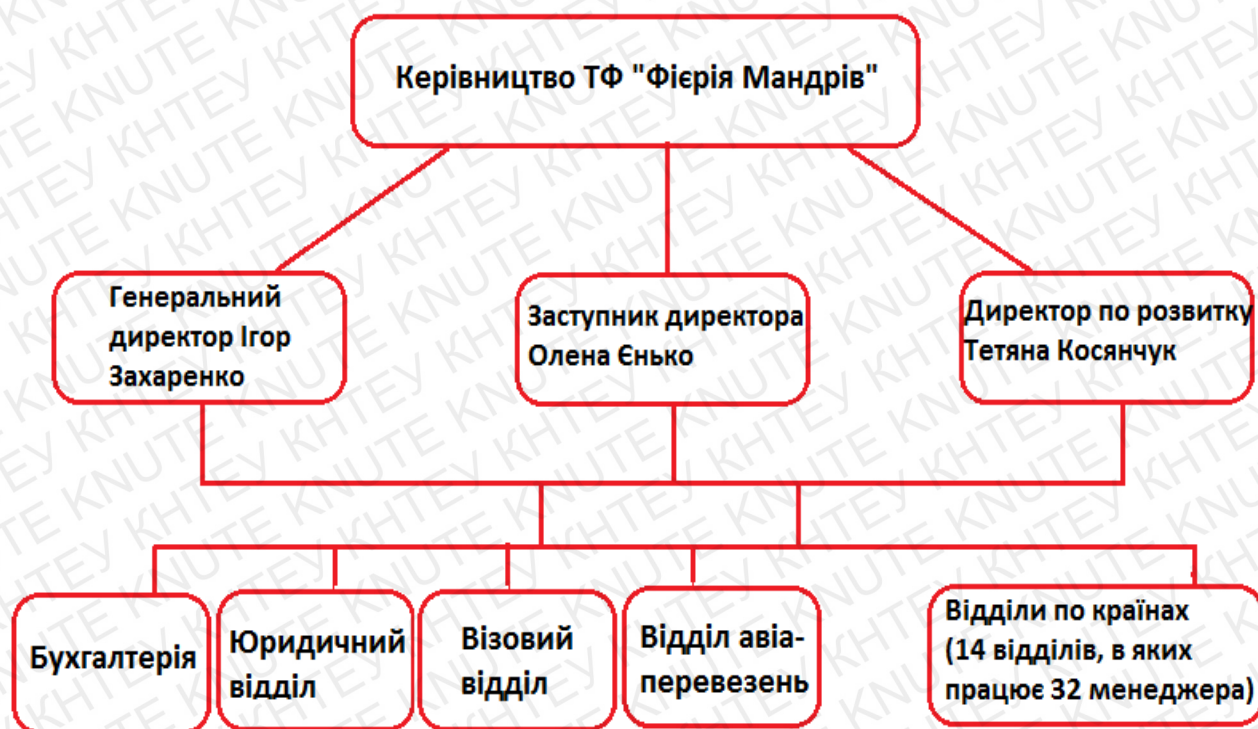 Керівництво ТФ "Фієрія Мандрів"
Генеральний
директор Ігор
Захаренко
Заступник директора
Олена Єнько
Директор по розвитку
Тетяна Косянчук
Бухгалтерія
Юридичний
відділ
Візовий
відділ
Відділ авіа-
перевезень
Відділи по країнах
(14 відділів, в яких
працює 32 менеджера)